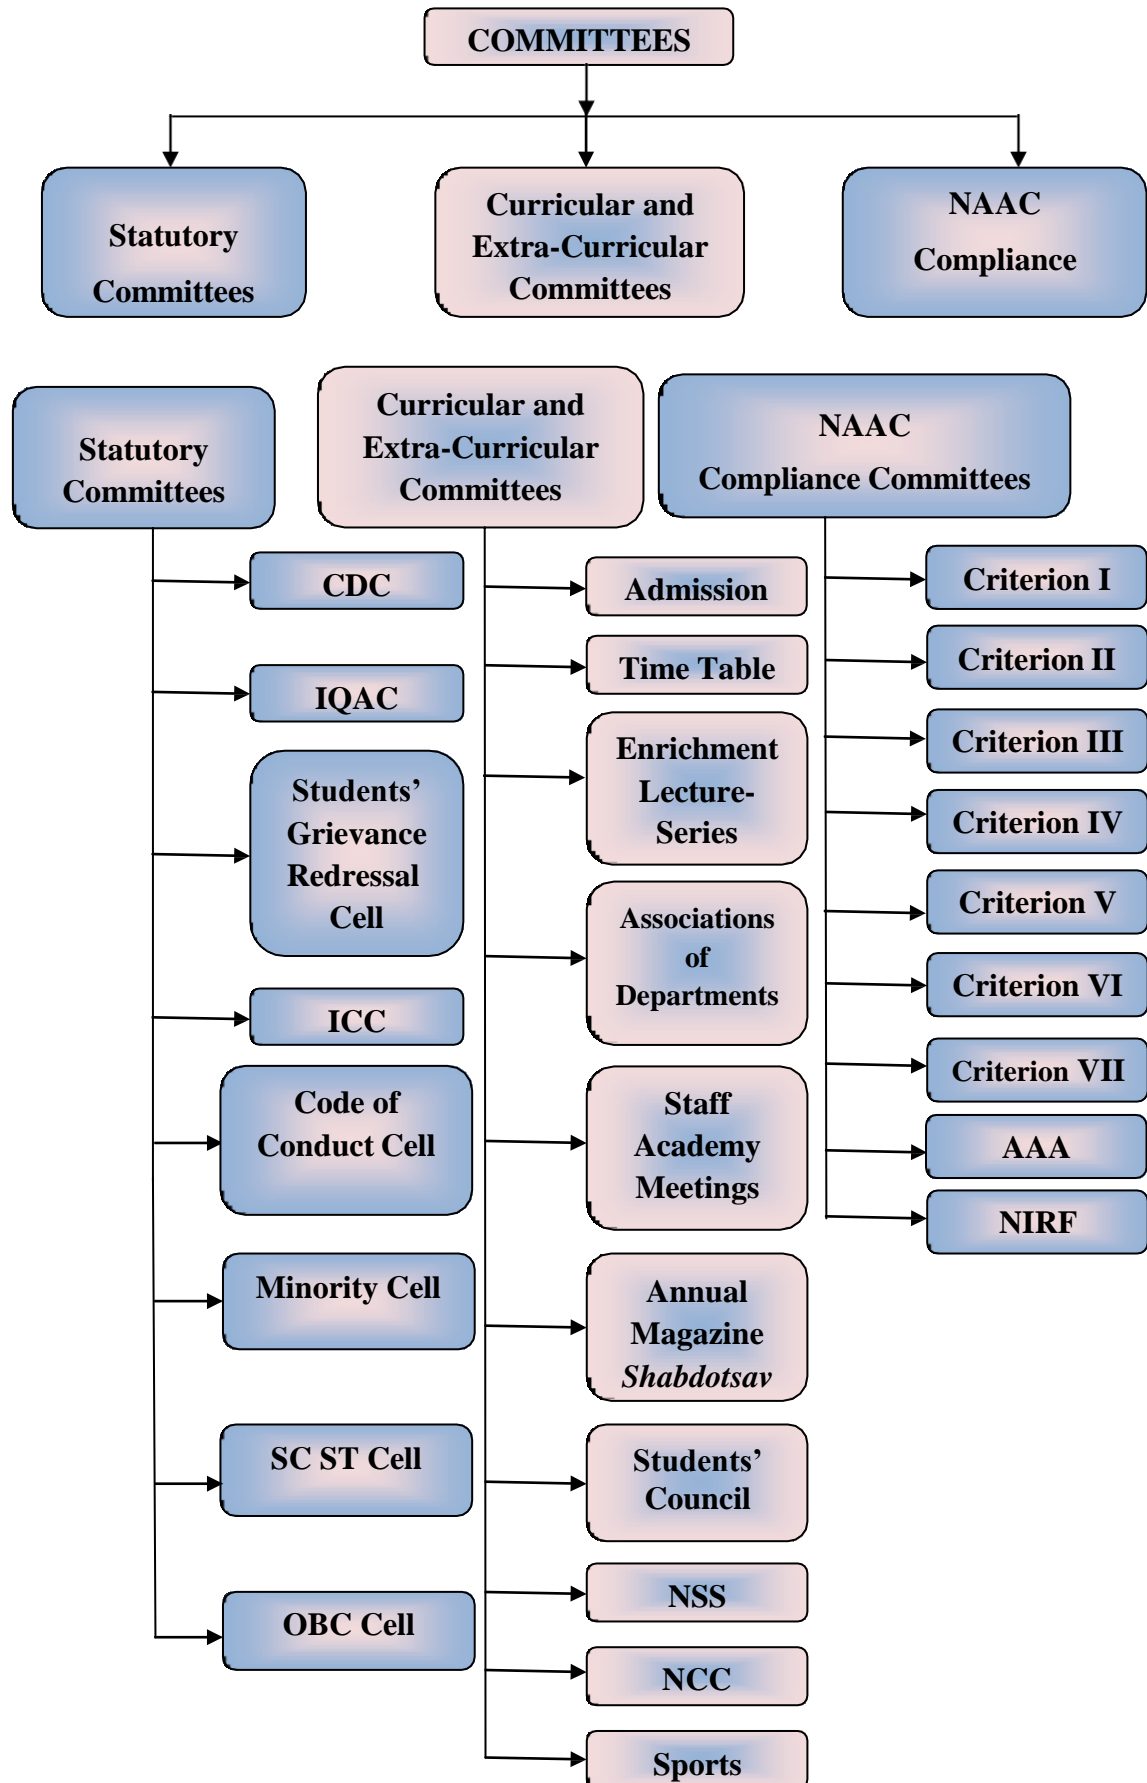 COMMITTEES
Statutory
Committees
Curricular and
Extra-Curricular
Committees
NAAC
Compliance
Statutory
Committees
CDC
IQAC
Students’
Grievance
Redressal
Cell
ICC
Code of
Conduct Cell
Minority Cell
SC ST Cell
OBC Cell
Curricular and
Extra-Curricular
Committees
Admission
Time Table
Enrichment
Lecture-
Series
Associations
of
Departments
Staff
Academy
Meetings
Annual
Magazine
Shabdotsav
Students’
Council
NSS
NCC
Sports
NAAC
Compliance Committees
Criterion I
Criterion II
Criterion III
Criterion IV
Criterion V
Criterion VI
Criterion VII
AAA
NIRF